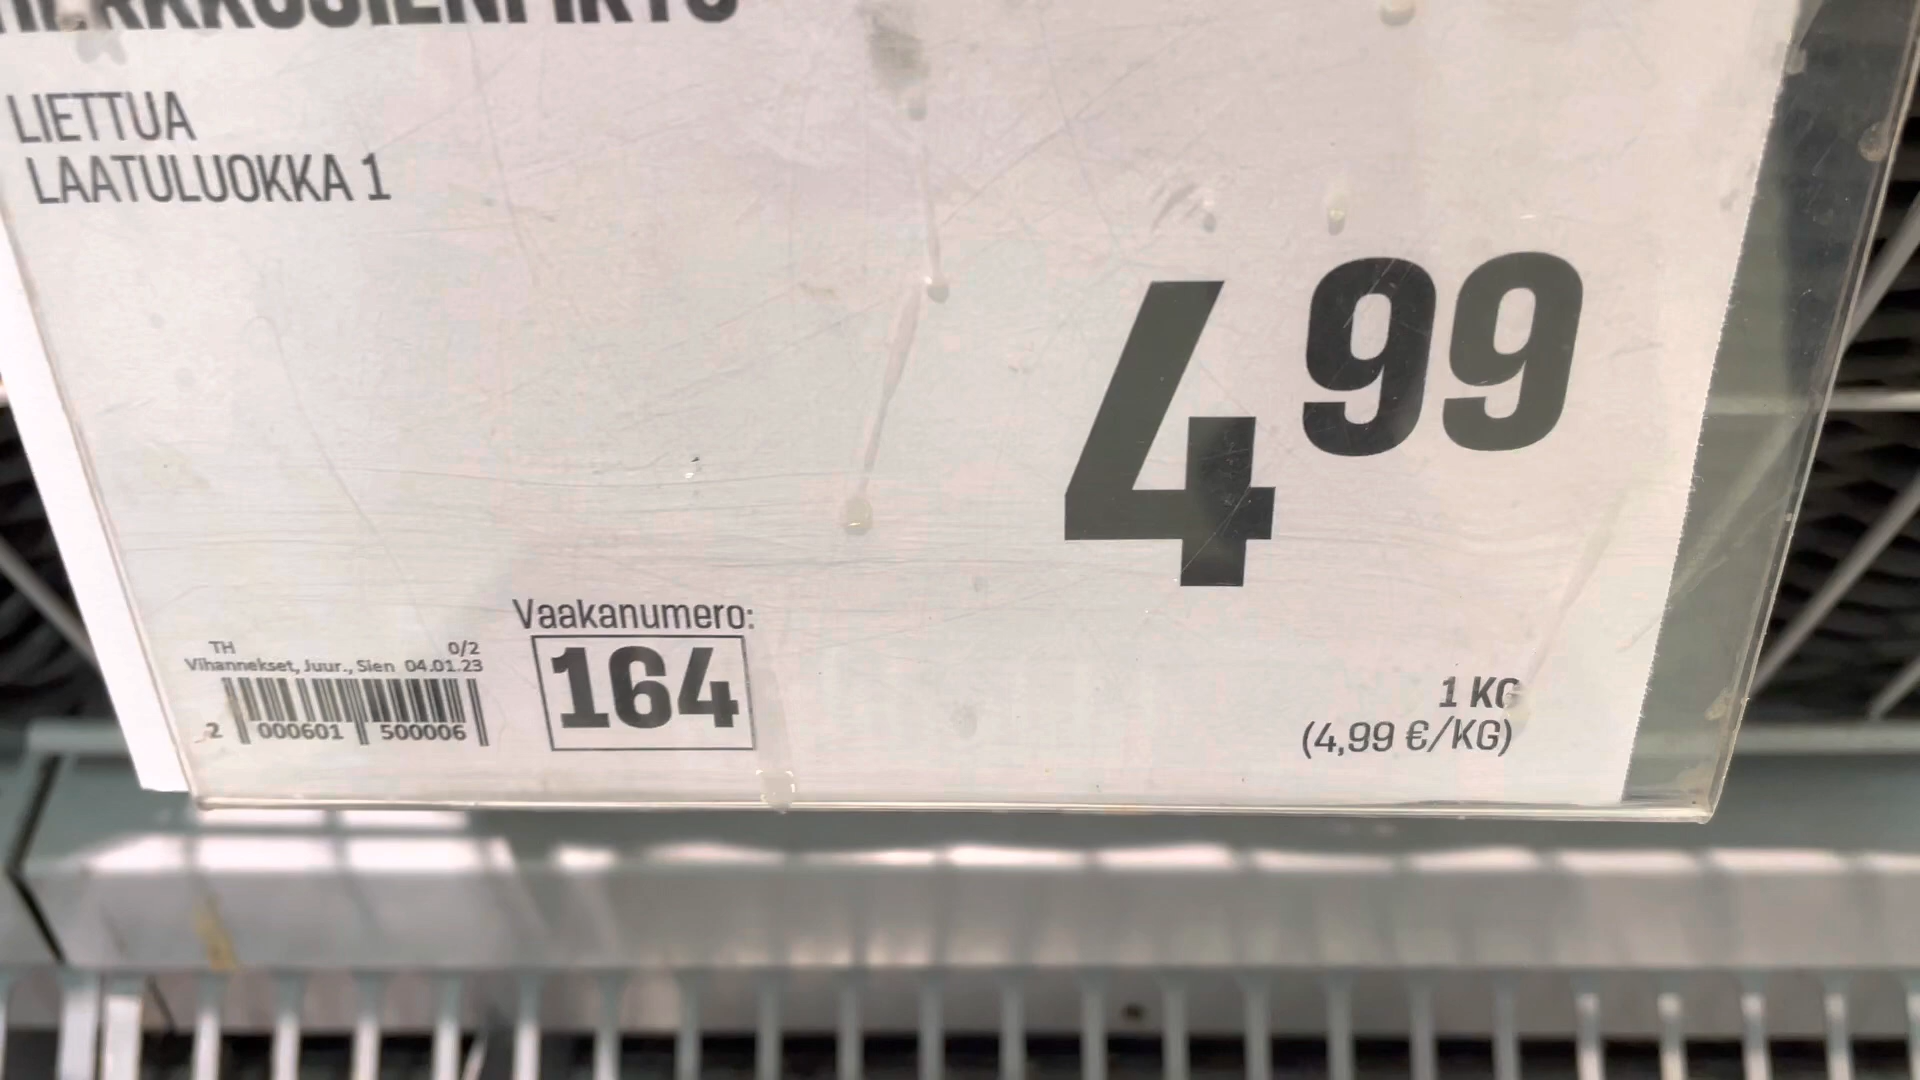 LIETTUA
LAATULUOKKA 1
4 99
Vaakanumero:
164
TH 0/2
Vihannekset, Juur., Sien 04.01.23
2 000601 500006
1 KG
(4,99 €/KG)